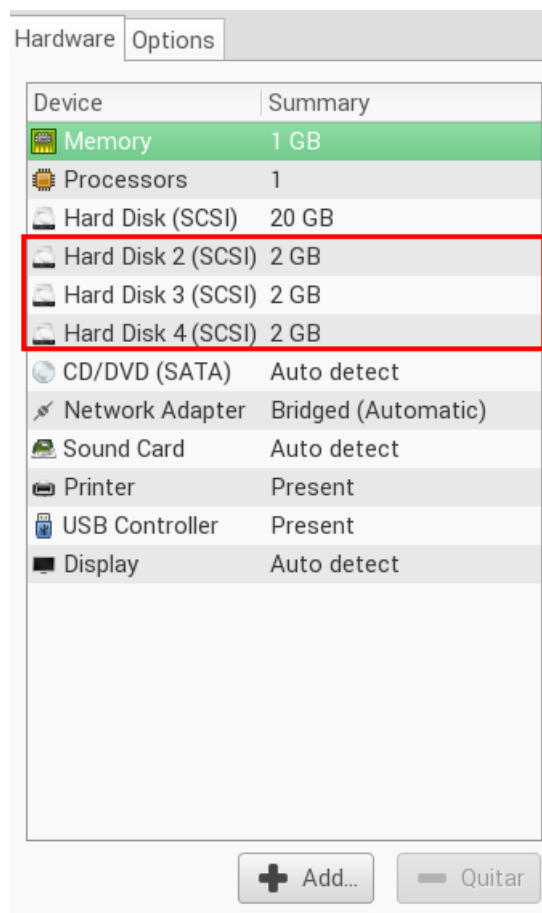 Hardware Options
Device Summary
Memory 1 GB
Processors 1
Hard Disk (SCSI) 20 GB
Hard Disk 2 (SCSI) 2 GB
Hard Disk 3 (SCSI) 2 GB
Hard Disk 4 (SCSI) 2 GB
CD/DVD (SATA) Auto detect
Network Adapter Bridged (Automatic)
Sound Card Auto detect
Printer Present
USB Controller Present
Display Auto detect
Add... Quitar